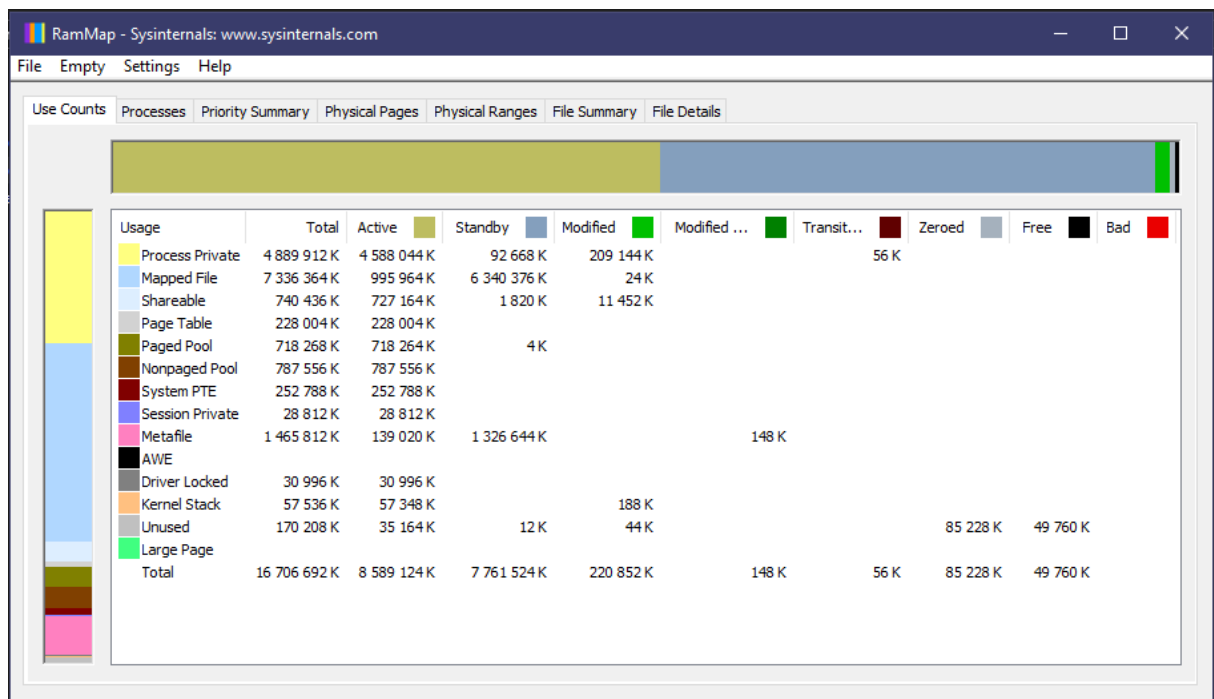 RamMap - Sysinternals: www.sysinternals.com
File Empty Settings Help
Use Counts Processes Priority Summary Physical Pages Physical Ranges File Summary File Details
Usage Total Active Standby Modified Modified ... Transit... Zeroed Free Bad
Process Private 4 889 912 K 4 588 044 K 92 668 K 209 144 K 56 K
Mapped File 7 336 364 K 995 964 K 6 340 376 K 24 K
Shareable 740 436 K 727 164 K 1 820 K 11 452 K
Page Table 228 004 K 228 004 K
Paged Pool 718 268 K 718 264 K 4 K
Nonpaged Pool 787 556 K 787 556 K
System PTE 252 788 K 252 788 K
Session Private 28 812 K 28 812 K
Metafile 1 465 812 K 139 020 K 1 326 644 K 148 K
AWE
Driver Locked 30 996 K 30 996 K
Kernel Stack 57 536 K 57 348 K 188 K
Unused 170 208 K 35 164 K 12 K 44 K 85 228 K 49 760 K
Large Page
Total 16 706 692 K 8 589 124 K 7 761 524 K 220 852 K 148 K 56 K 85 228 K 49 760 K